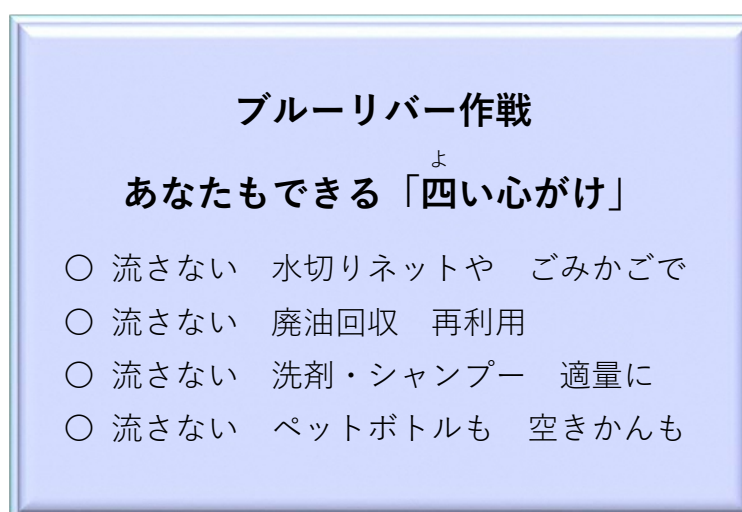 ブルーリバー作戦
よ
あなたもできる「四い心がけ」
○ 流さない　水切りネットや　ごみかごで
○ 流さない　廃油回収　再利用
○ 流さない　洗剤・シャンプー　適量に
○ 流さない　ペットボトルも　空きかんも